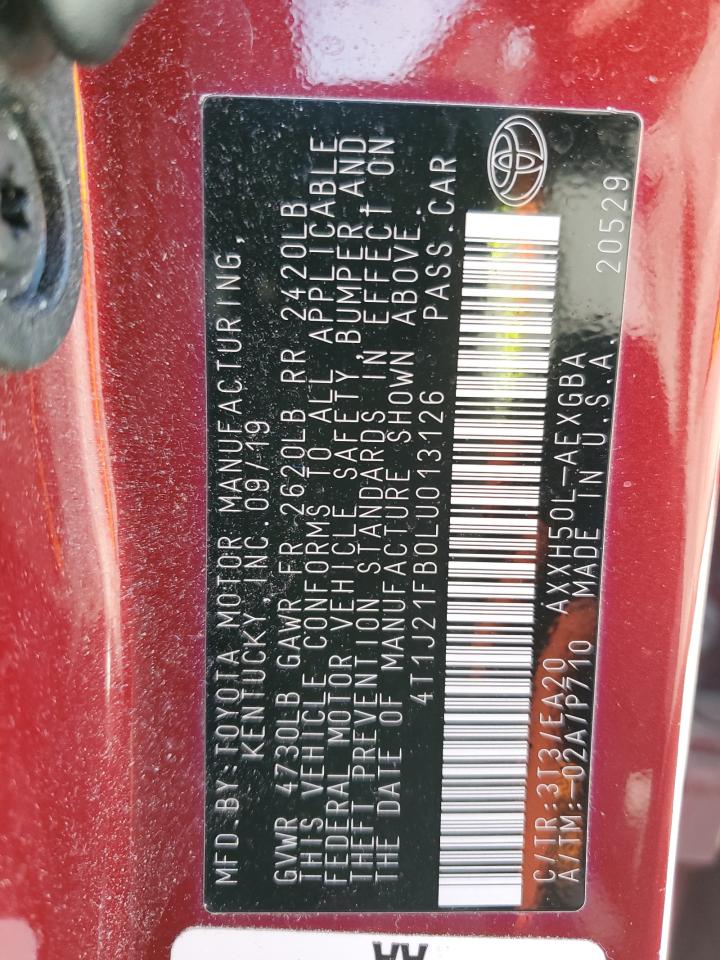 MFD BY:TOYOTA MOTOR MANUFACTURING,
KENTUCKY, INC.09/19
GVWR 4730LB GAWR FR 2620LB RR 2420LB
THIS VEHICLE CONFORMS TO ALL APPLICABLE
FEDERAL MOTOR VEHICLE SAFETY,BUMPER,AND
THEFT PREVENTION STANDARDS IN EFFECT ON
THE DATE OF MANUFACTURE SHOWN ABOVE.
4T1J21FB0LU013126 PASS.CAR
C/TR:3T3/EA20 AXXH50L-AEXGBA
A/TM: -02A/P710 MADE IN U.S.A. 20529
AA